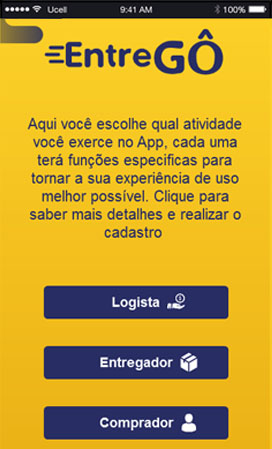 Ucell 9:41 AM 100%
EntreGÔ
Aqui você escolhe qual atividade
você exerce no App, cada uma
terá funções especificas para
tornar a sua experiência de uso
melhor possível. Clique para
saber mais detalhes e realizar o
cadastro
Logista
Entregador
Comprador